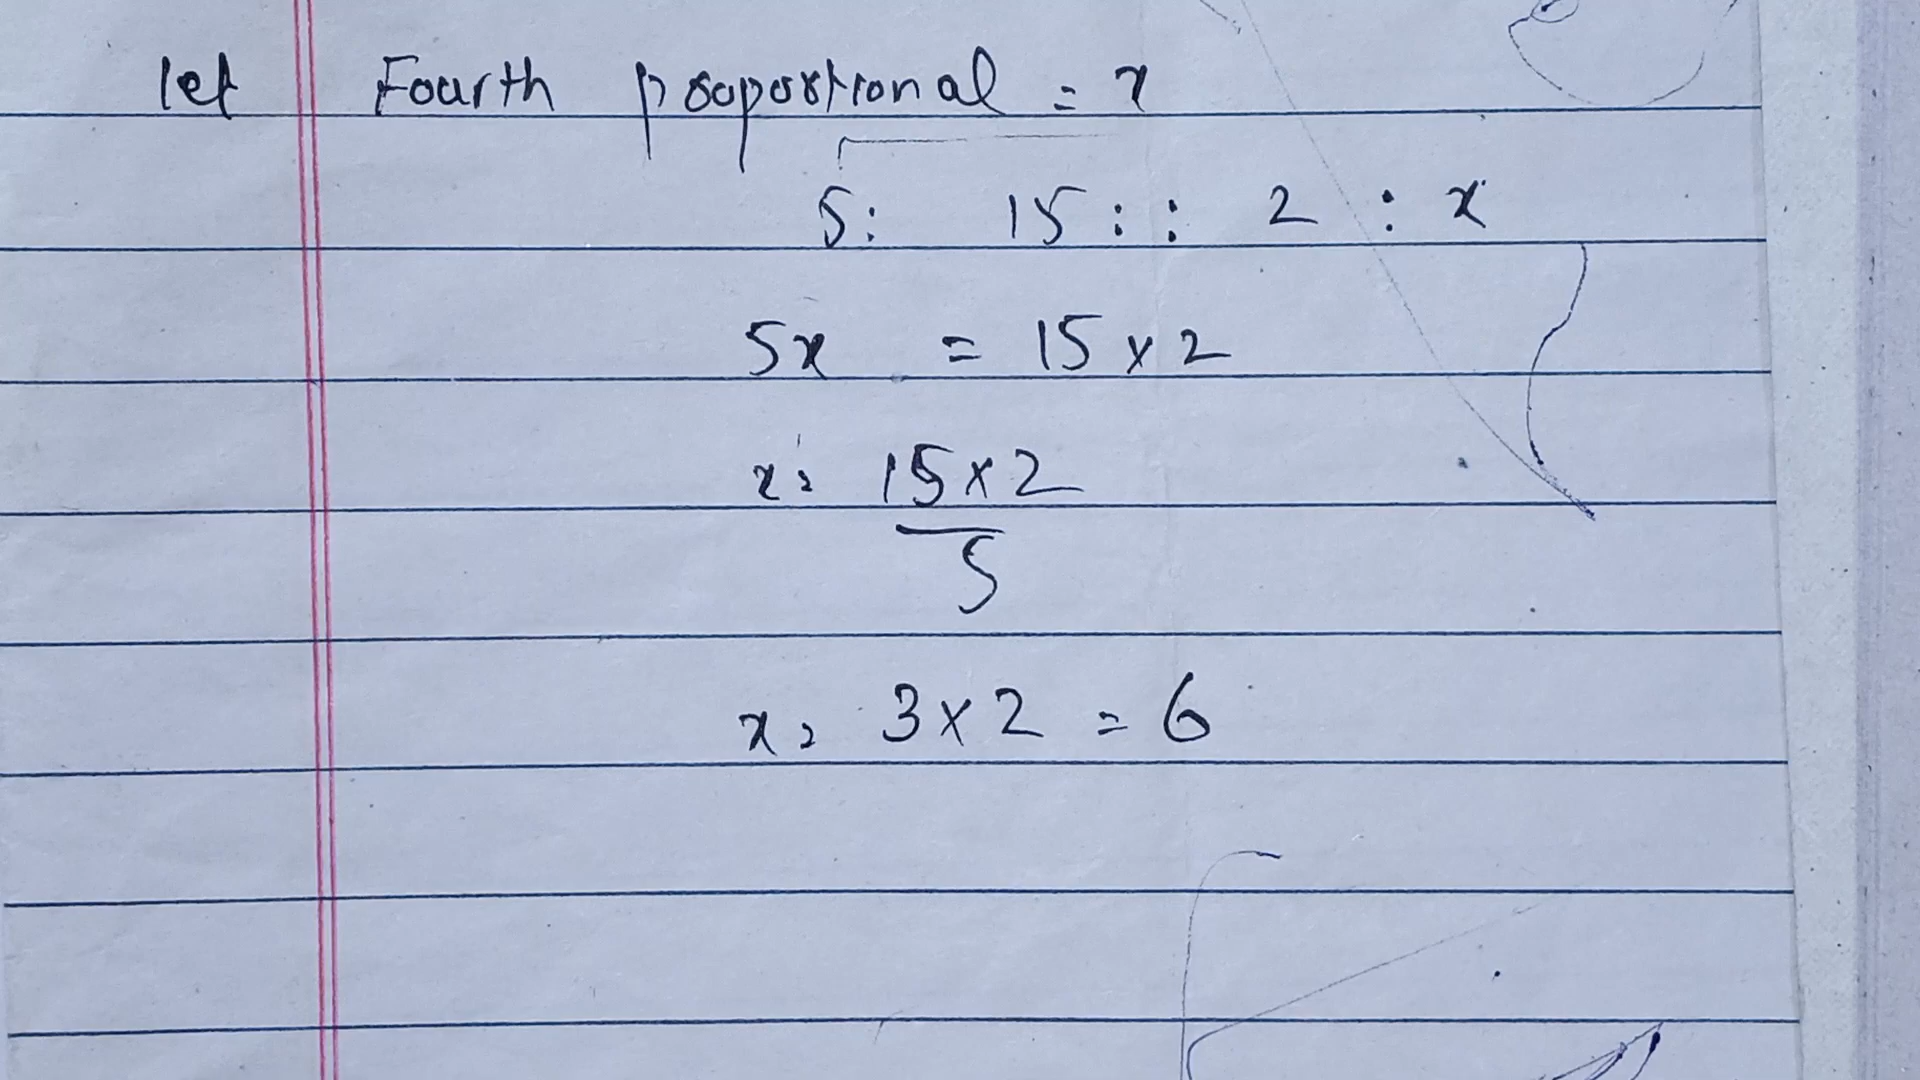 let Fourth proportional = x
5 : 15 : : 2 : x
5x = 15 x 2
x = 15 x 2
5
x = 3 x 2 = 6